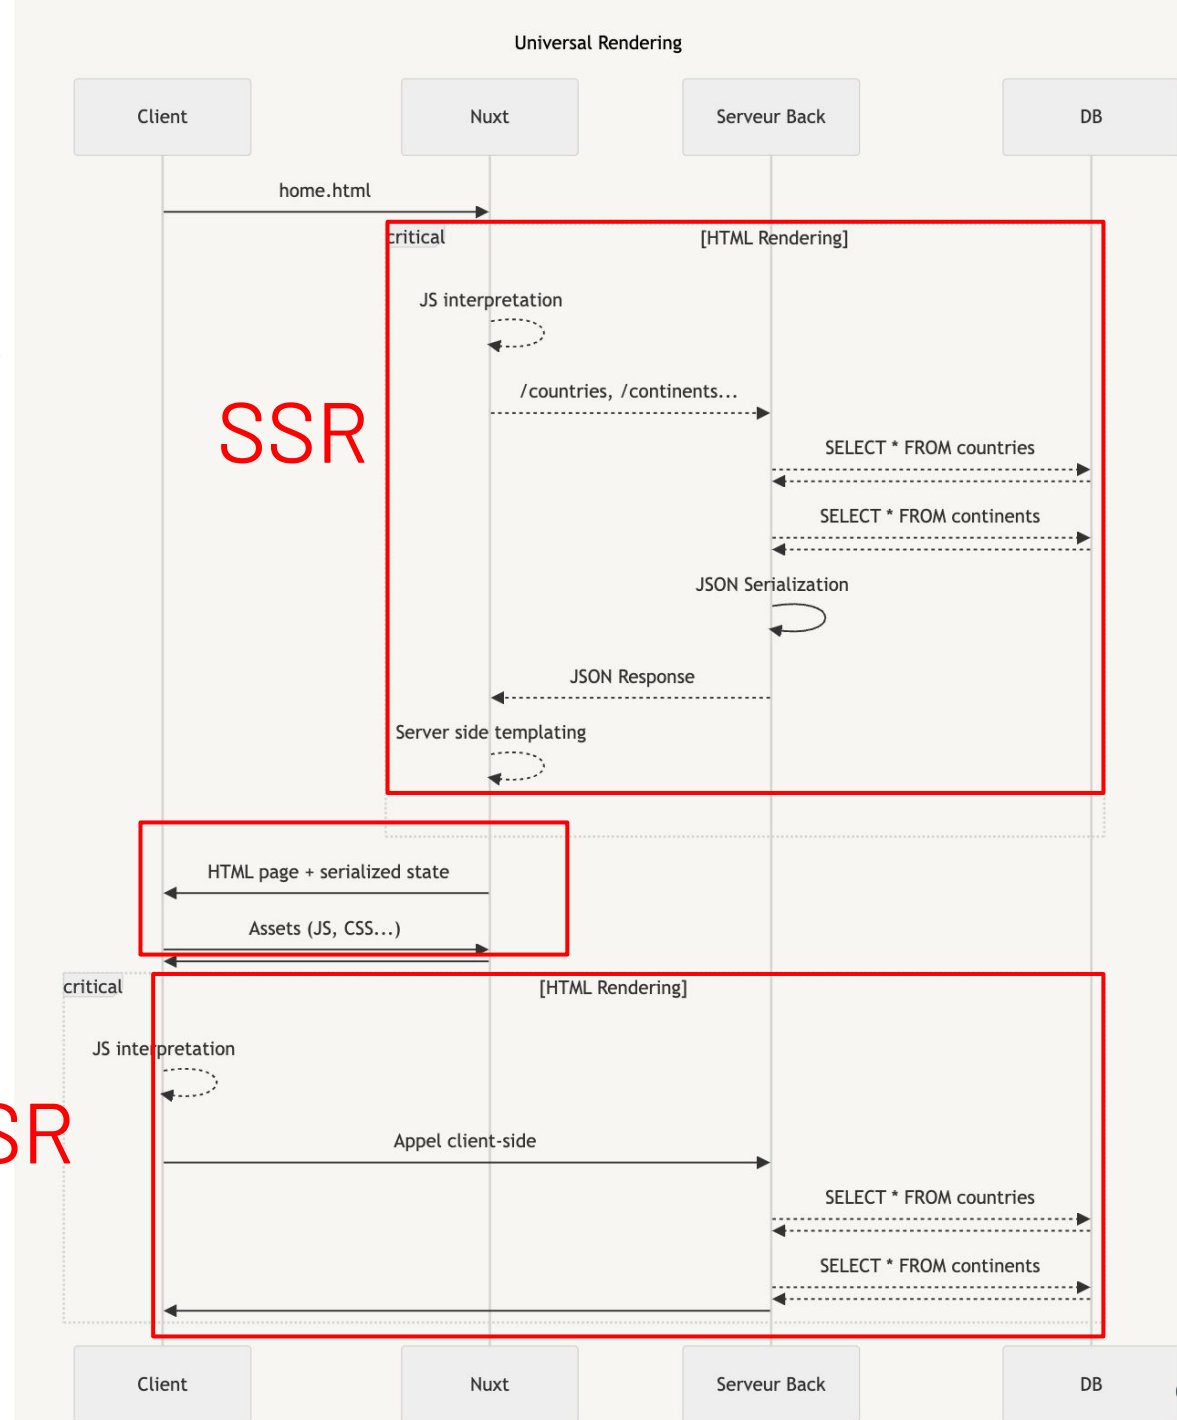 Universal Rendering
Client
Nuxt
Serveur Back
DB
home.html
critical
[HTML Rendering]
JS interpretation
/countries, /continents...
SSR
SELECT * FROM countries
SELECT * FROM continents
JSON Serialization
JSON Response
Server side templating
HTML page + serialized state
Assets (JS, CSS...)
critical
[HTML Rendering]
JS interpretation
SR
Appel client-side
SELECT * FROM countries
SELECT * FROM continents
Client
Nuxt
Serveur Back
DB